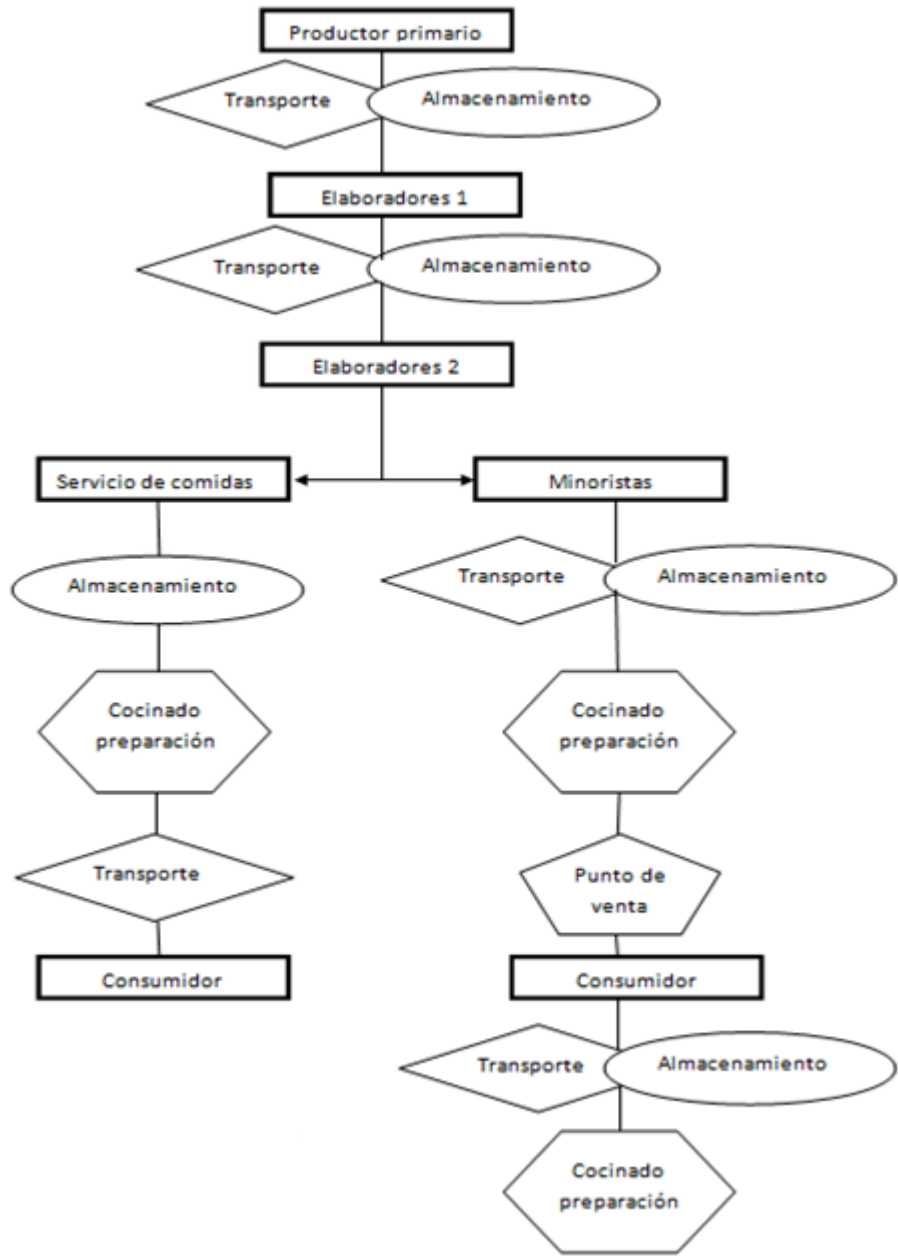 Productor primario
Transporte
Almacenamiento
Elaboradores 1
Transporte
Almacenamiento
Elaboradores 2
Servicio de comidas
Minoristas
Almacenamiento
Transporte
Almacenamiento
Cocinado
preparación
Cocinado
preparación
Transporte
Punto de
venta
Consumidor
Consumidor
Transporte
Almacenamiento
Cocinado
preparación